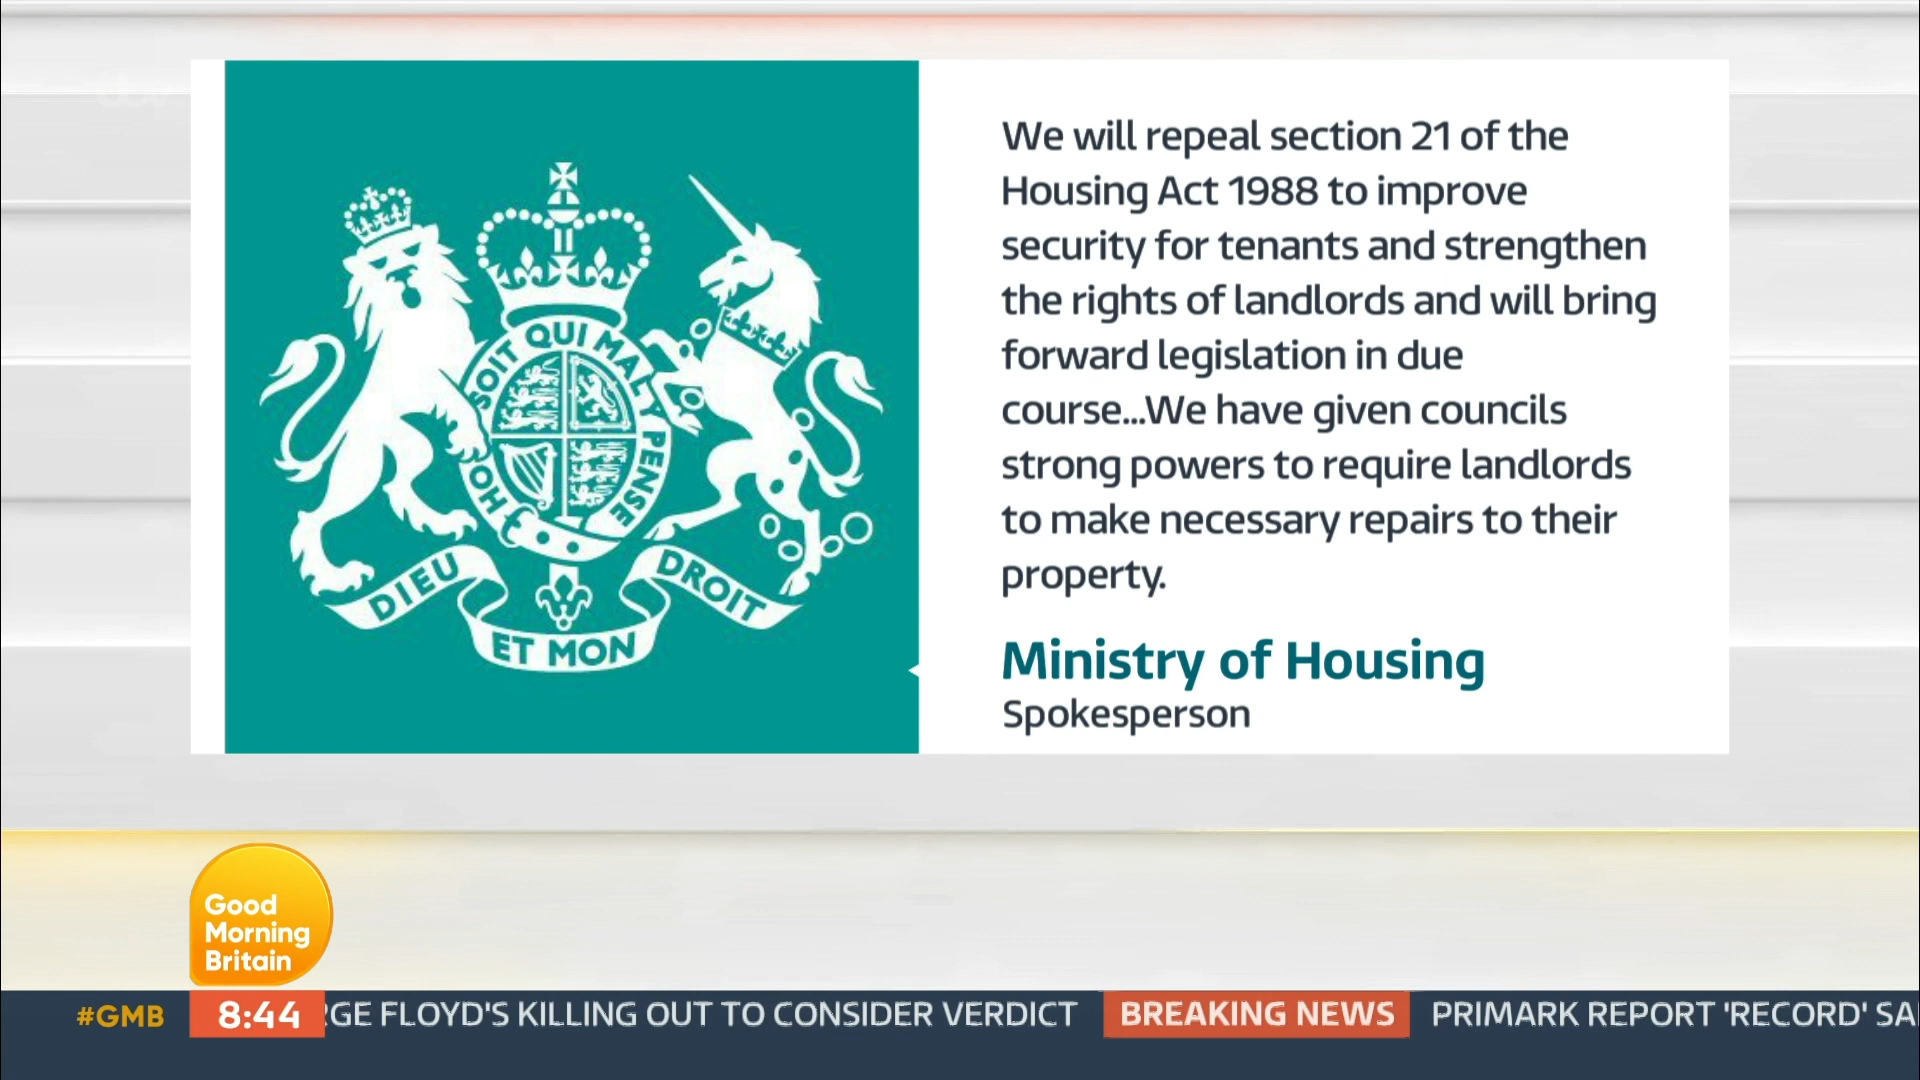 We will repeal section 21 of the
Housing Act 1988 to improve
security for tenants and strengthen
the rights of landlords and will bring
forward legislation in due
course...We have given councils
strong powers to require landlords
to make necessary repairs to their
property.
Ministry of Housing
Spokesperson
HONI SOIT QUI MAL Y PENSE
DIEU ET MON DROIT
Good
Morning
Britain
#GMB 8:44 RGE FLOYD'S KILLING OUT TO CONSIDER VERDICT BREAKING NEWS PRIMARK REPORT 'RECORD' SA